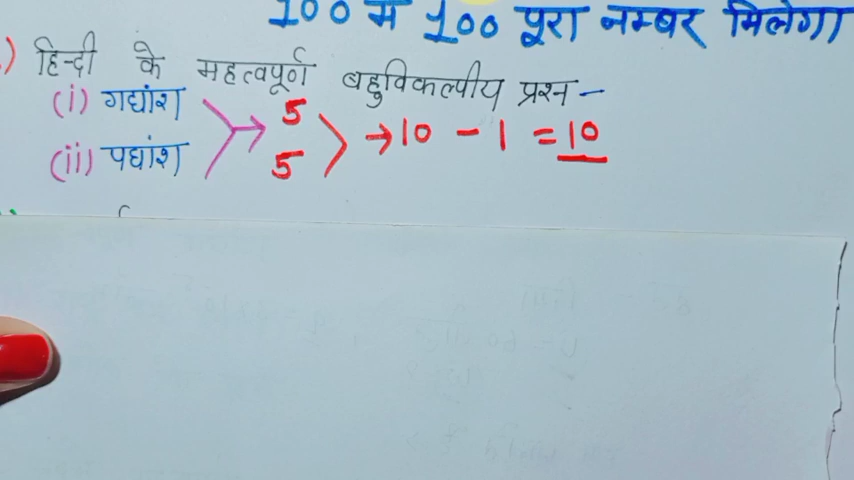 100 में 100 पूरा नम्बर मिलेगा
) हिन्दी के महत्वपूर्ण बहुविकल्पीय प्रश्न –
(i) गद्यांश → 5
(ii) पद्यांश 5 → 10 - 1 = 10